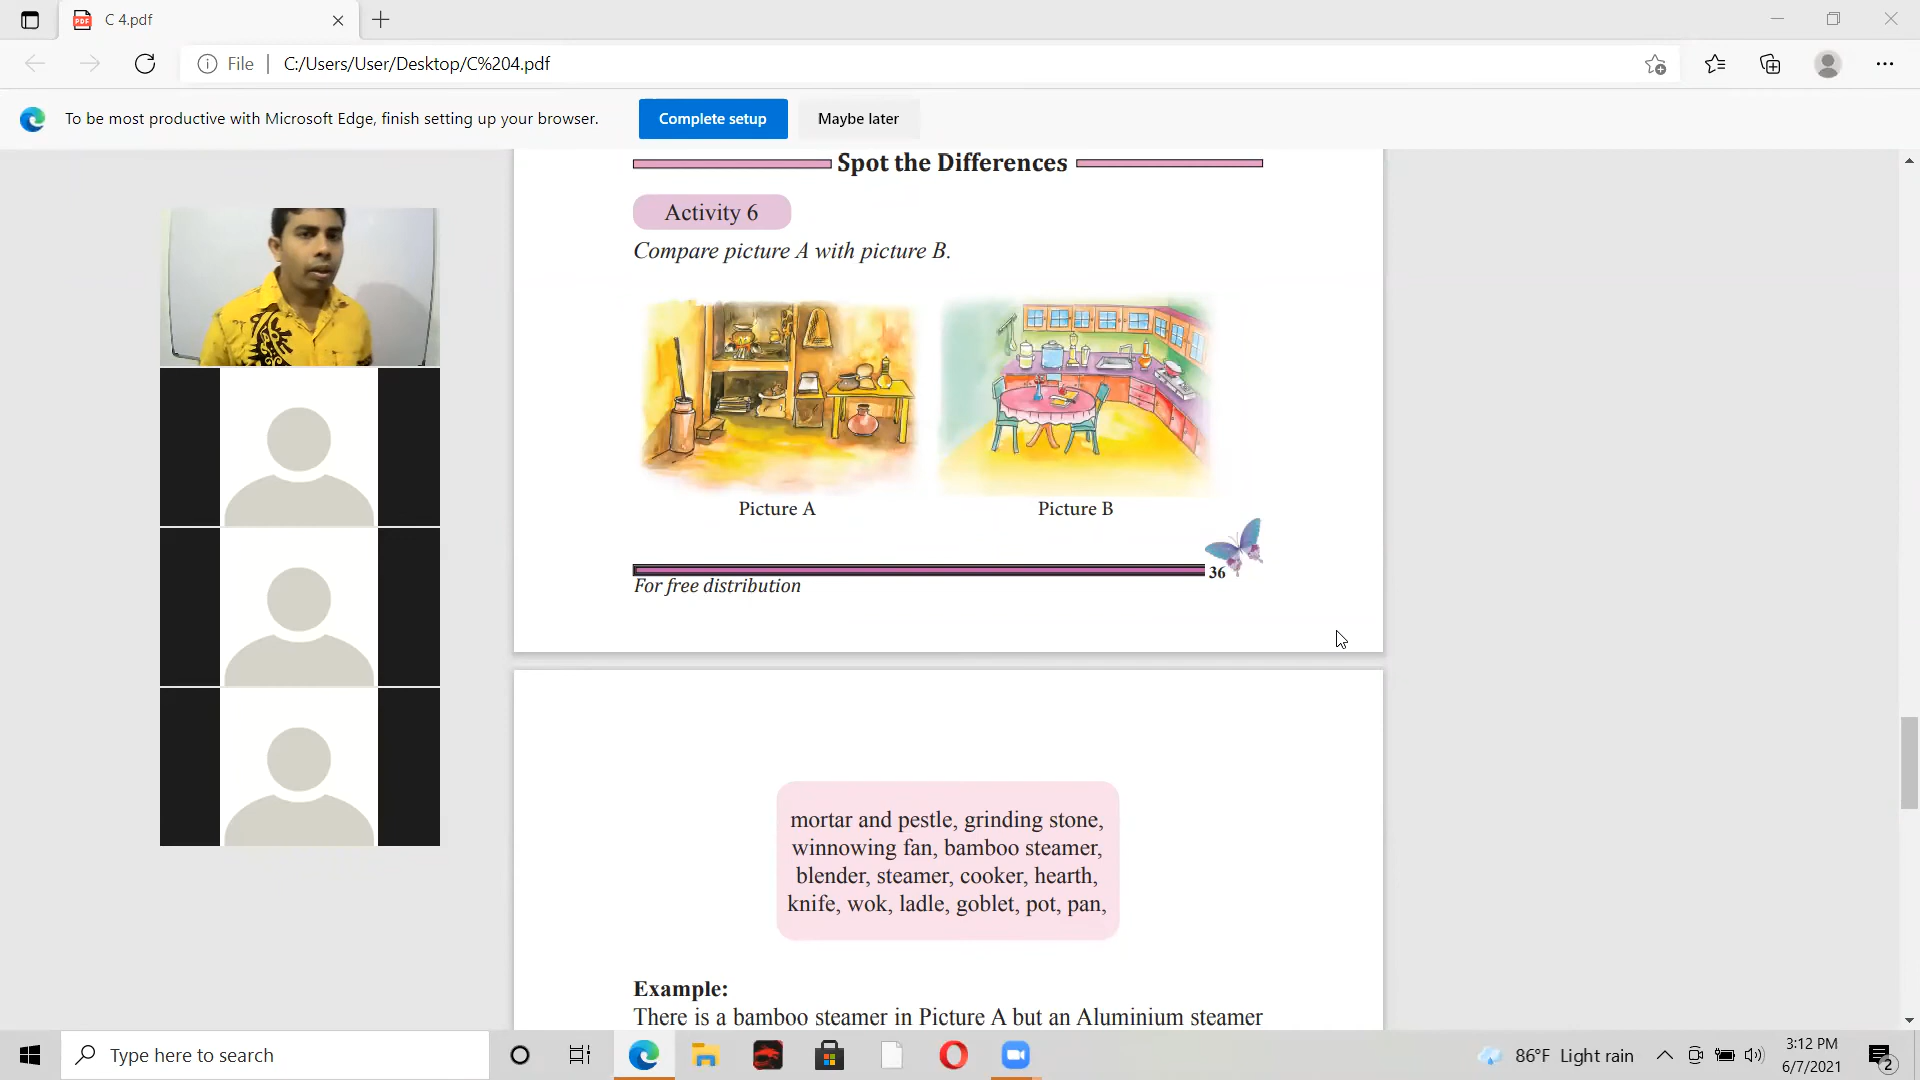 C 4.pdf
File
C:/Users/User/Desktop/C%204.pdf
To be most productive with Microsoft Edge, finish setting up your browser.
Complete setup
Maybe later
Spot the Differences
Activity 6
Compare picture A with picture B.
Picture A
Picture B
36
For free distribution
mortar and pestle, grinding stone,
winnowing fan, bamboo steamer,
blender, steamer, cooker, hearth,
knife, wok, ladle, goblet, pot, pan,
Example:
There is a bamboo steamer in Picture A but an Aluminium steamer
Type here to search
86°F Light rain
3:12 PM
6/7/2021
2